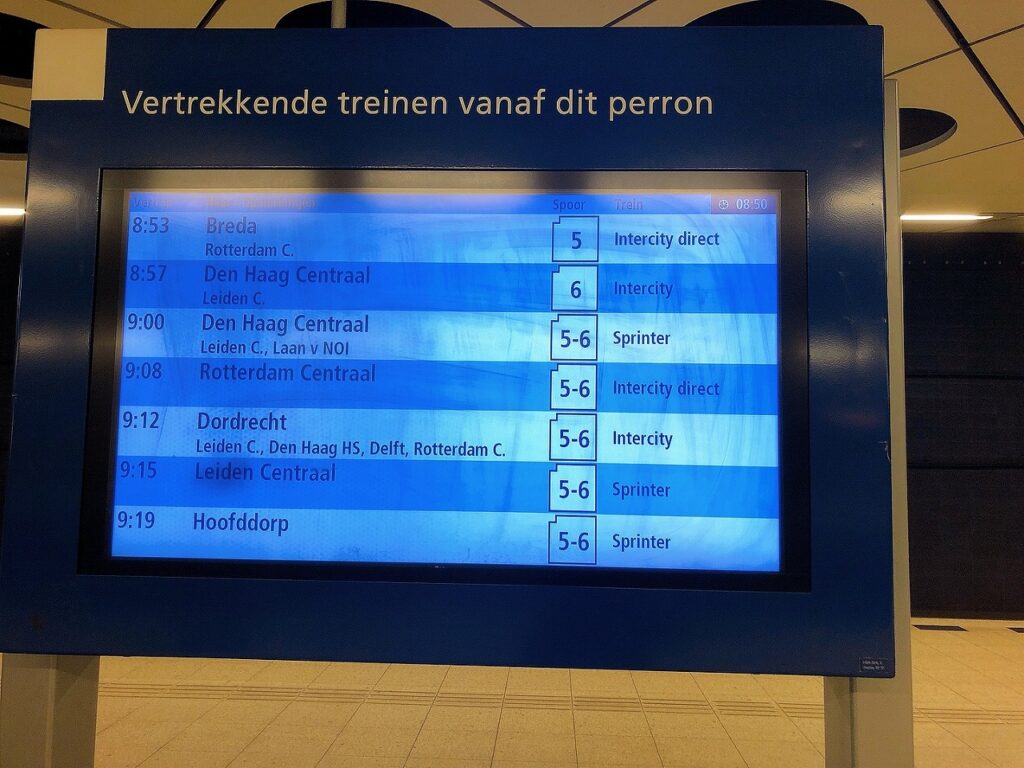 Vertrekkende treinen vanaf dit perron
Vertrek Spoor Trein 08:50
8:53 Breda 5 Intercity direct
Rotterdam C.
8:57 Den Haag Centraal 6 Intercity
Leiden C.
9:00 Den Haag Centraal 5-6 Sprinter
Leiden C., Laan v NOI
9:08 Rotterdam Centraal 5-6 Intercity direct
9:12 Dordrecht 5-6 Intercity
Leiden C., Den Haag HS, Delft, Rotterdam C.
9:15 Leiden Centraal 5-6 Sprinter
9:19 Hoofddorp 5-6 Sprinter